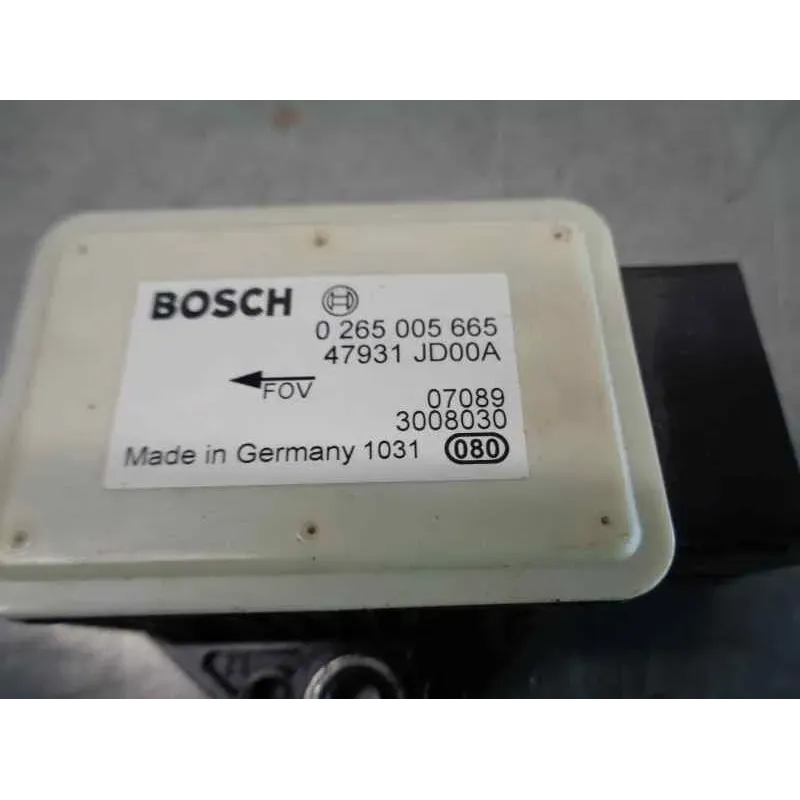 BOSCH
0 265 005 665
47931 JD00A
FOV
07089
3008030
Made in Germany 1031 080